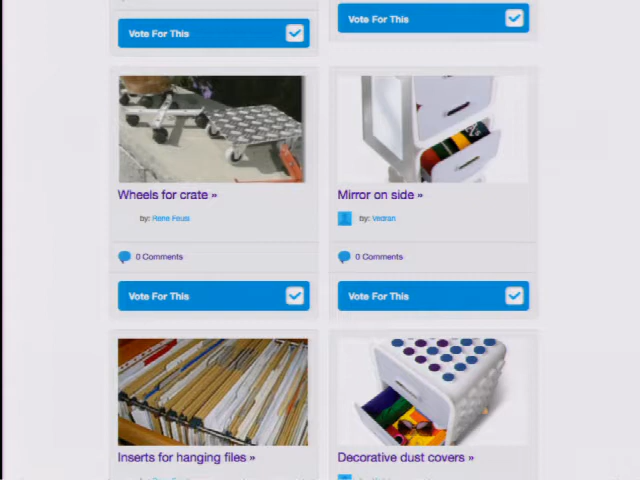 Vote For This
Vote For This
Wheels for crate »
Mirror on side »
by: Rene Feuss
by: Vedran
0 Comments
0 Comments
Vote For This
Vote For This
Inserts for hanging files »
Decorative dust covers »